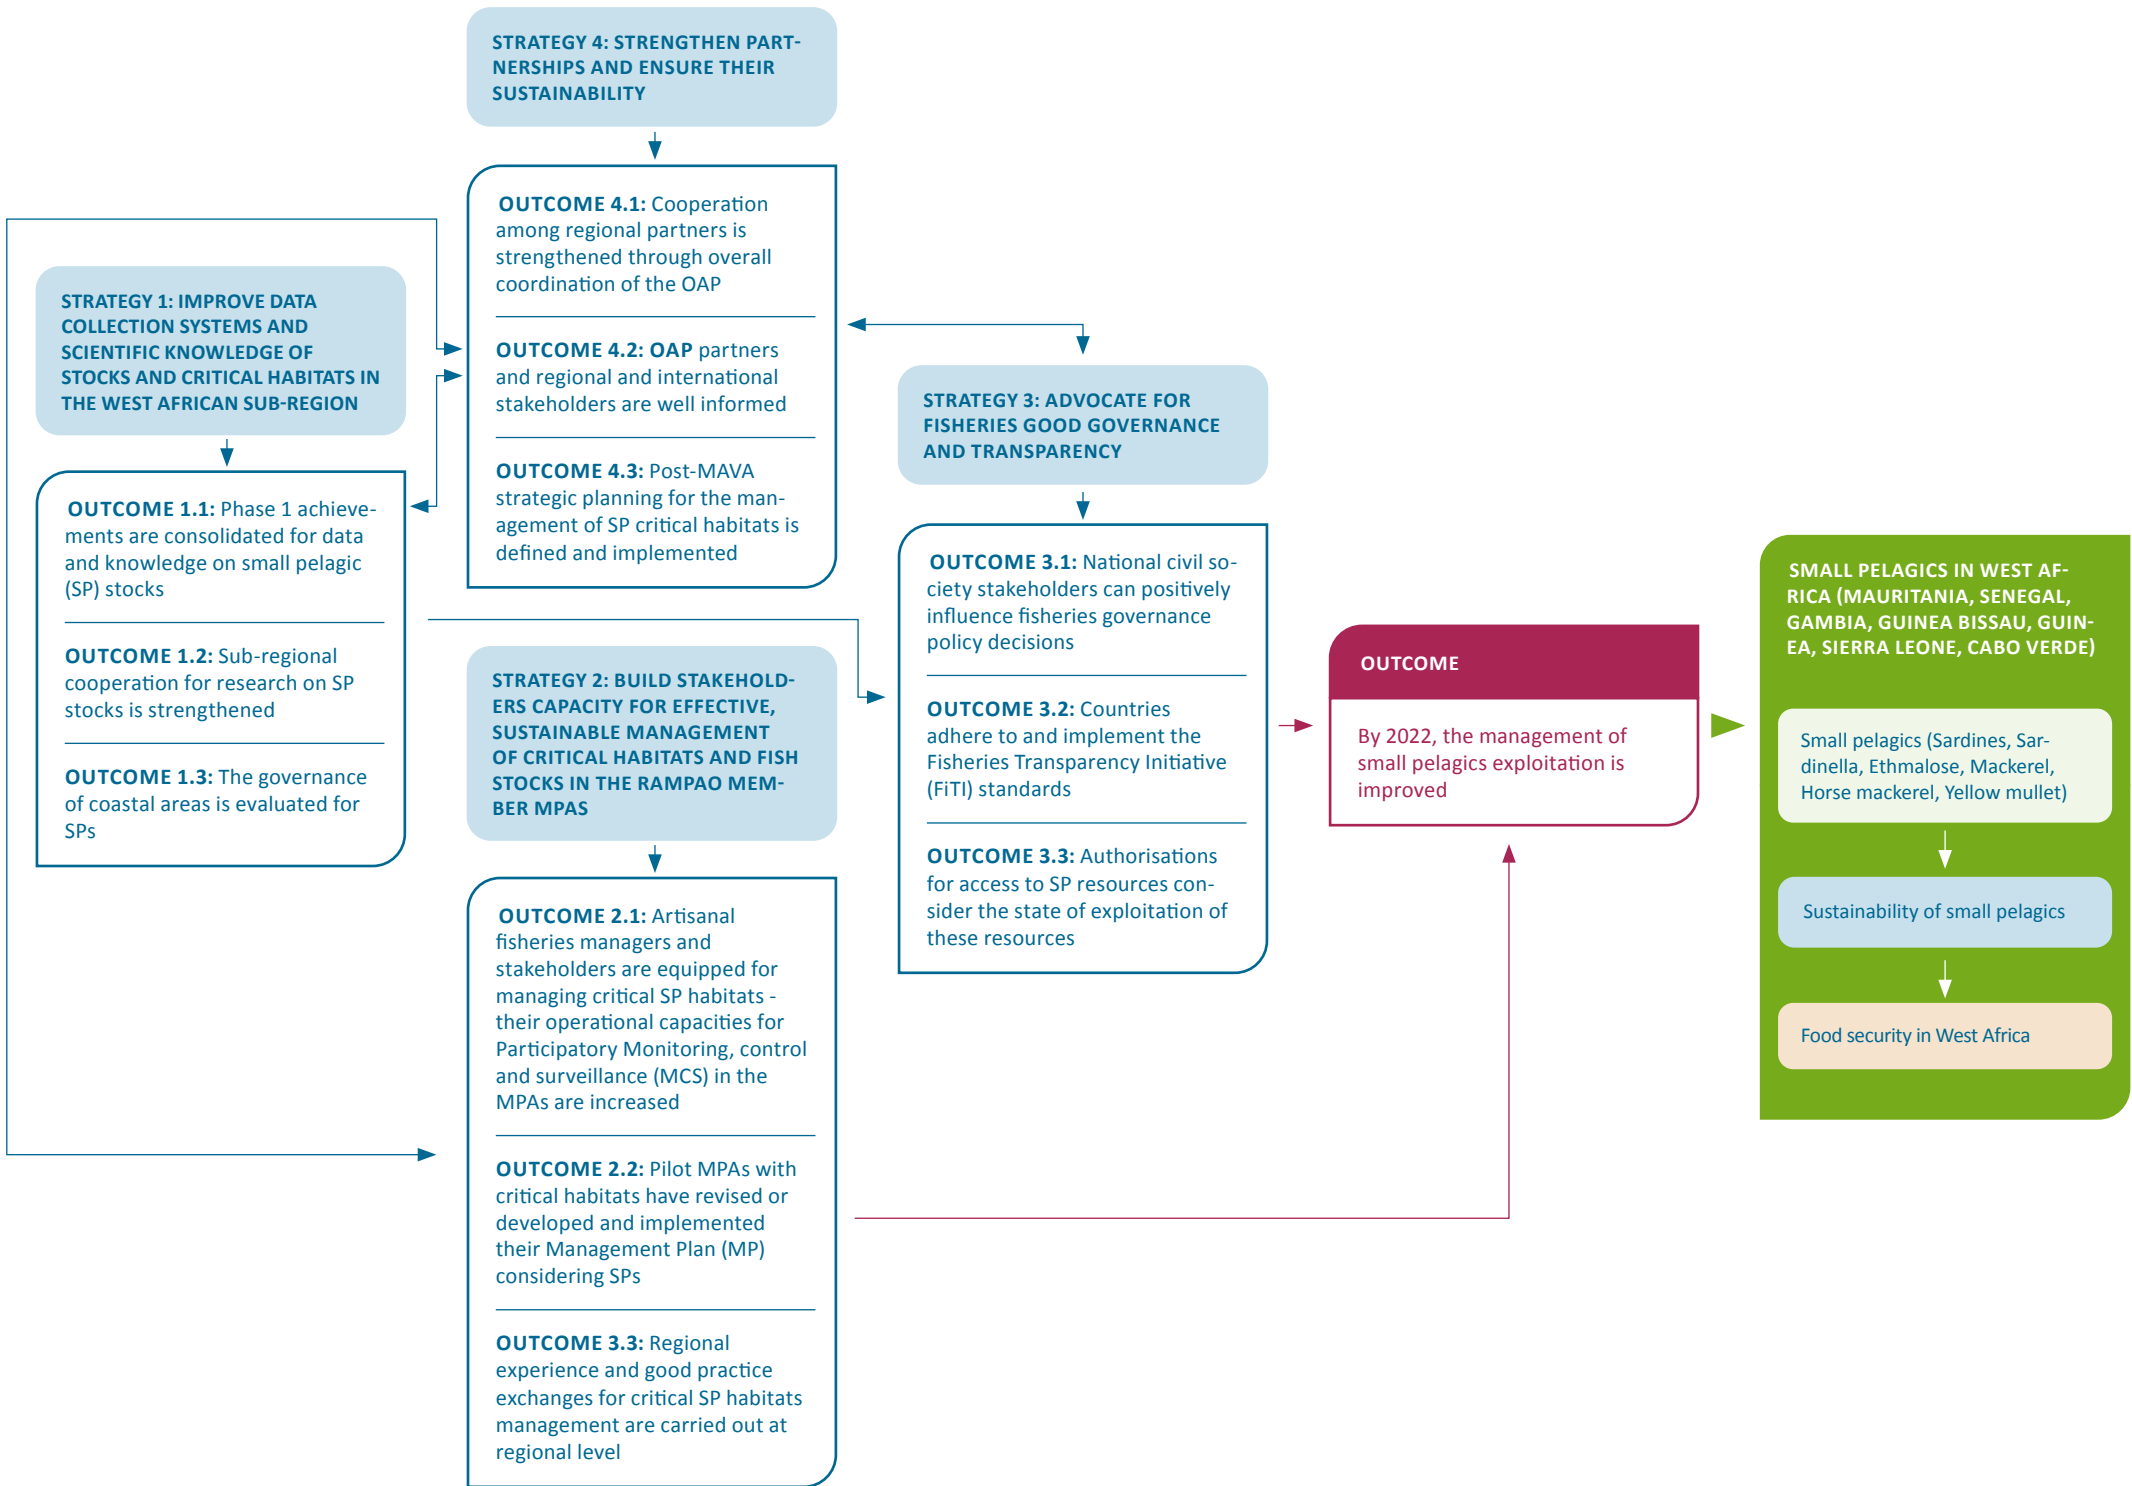 STRATEGY 4: STRENGTHEN PART-
NERSHIPS AND ENSURE THEIR
SUSTAINABILITY
OUTCOME 4.1: Cooperation
among regional partners is
strengthened through overall
coordination of the OAP
OUTCOME 4.2: OAP partners
and regional and international
stakeholders are well informed
OUTCOME 4.3: Post-MAVA
strategic planning for the man-
agement of SP critical habitats is
defined and implemented
STRATEGY 1: IMPROVE DATA
COLLECTION SYSTEMS AND
SCIENTIFIC KNOWLEDGE OF
STOCKS AND CRITICAL HABITATS IN
THE WEST AFRICAN SUB-REGION
OUTCOME 1.1: Phase 1 achieve-
ments are consolidated for data
and knowledge on small pelagic
(SP) stocks
OUTCOME 1.2: Sub-regional
cooperation for research on SP
stocks is strengthened
OUTCOME 1.3: The governance
of coastal areas is evaluated for
SPs
STRATEGY 2: BUILD STAKEHOLD-
ERS CAPACITY FOR EFFECTIVE,
SUSTAINABLE MANAGEMENT
OF CRITICAL HABITATS AND FISH
STOCKS IN THE RAMPAO MEM-
BER MPAS
OUTCOME 2.1: Artisanal
fisheries managers and
stakeholders are equipped for
managing critical SP habitats -
their operational capacities for
Participatory Monitoring, control
and surveillance (MCS) in the
MPAs are increased
OUTCOME 2.2: Pilot MPAs with
critical habitats have revised or
developed and implemented
their Management Plan (MP)
considering SPs
OUTCOME 3.3: Regional
experience and good practice
exchanges for critical SP habitats
management are carried out at
regional level
STRATEGY 3: ADVOCATE FOR
FISHERIES GOOD GOVERNANCE
AND TRANSPARENCY
OUTCOME 3.1: National civil so-
ciety stakeholders can positively
influence fisheries governance
policy decisions
OUTCOME 3.2: Countries
adhere to and implement the
Fisheries Transparency Initiative
(FiTI) standards
OUTCOME 3.3: Authorisations
for access to SP resources con-
sider the state of exploitation of
these resources
OUTCOME
By 2022, the management of
small pelagics exploitation is
improved
SMALL PELAGICS IN WEST AF-
RICA (MAURITANIA, SENEGAL,
GAMBIA, GUINEA BISSAU, GUIN-
EA, SIERRA LEONE, CABO VERDE)
Small pelagics (Sardines, Sar-
dinella, Ethmalose, Mackerel,
Horse mackerel, Yellow mullet)
Sustainability of small pelagics
Food security in West Africa